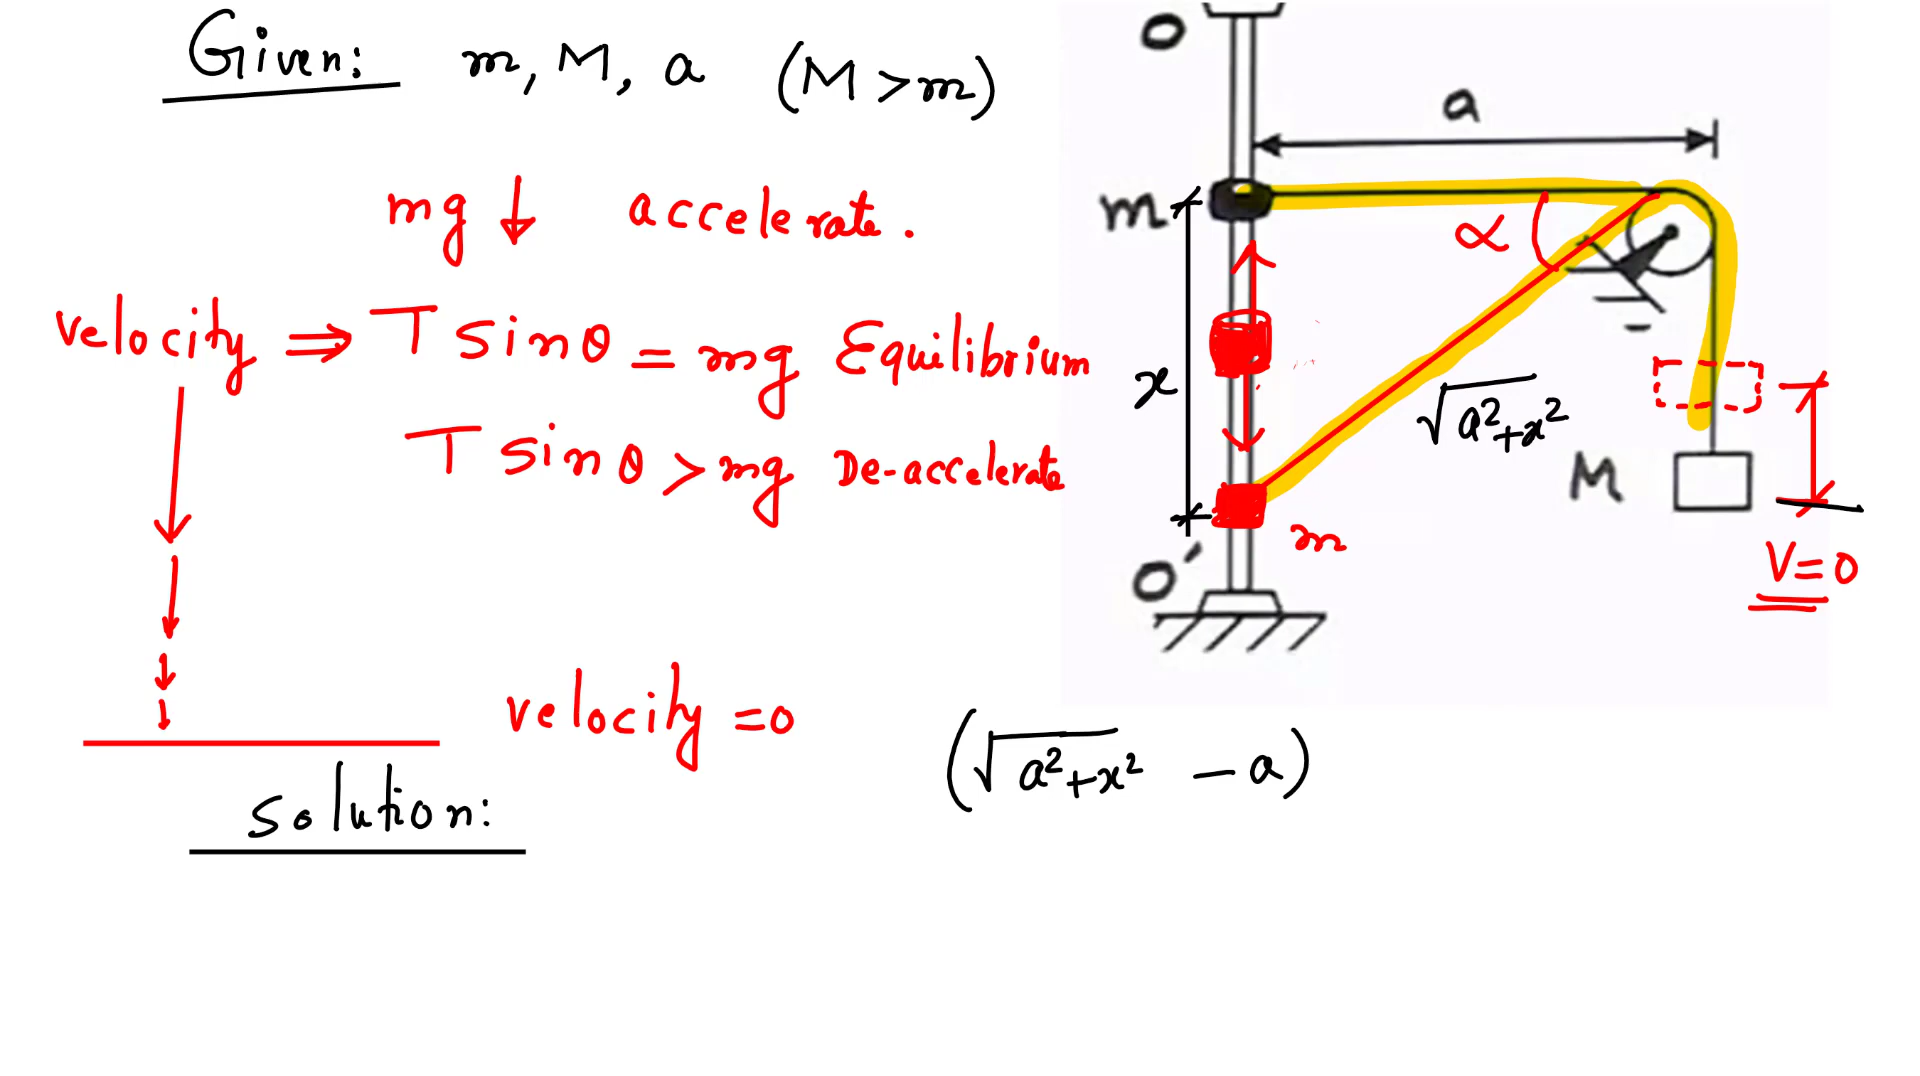 Given: m, M, a (M > m)
mg ↓ accelerate.
velocity ⇒ T sinθ = mg Equilibrium
T sinθ > mg De-accelerate
velocity = 0
Solution:
(√a²+x² − a)
O
a
m
α
x
√a²+x²
M
m
O'
V=0